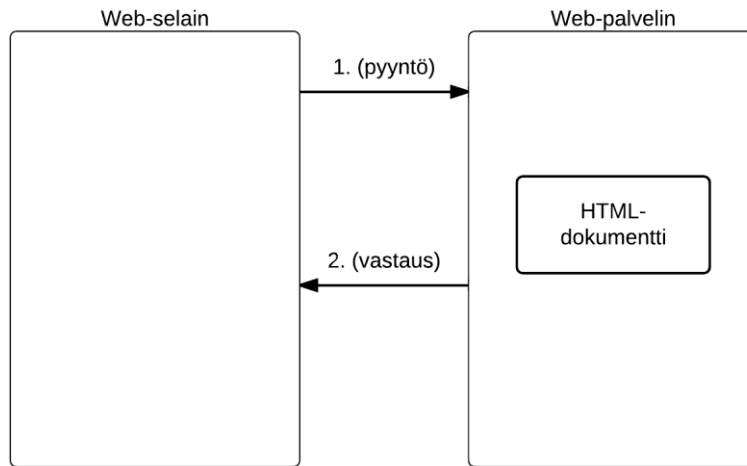 Web-selain
Web-palvelin
1. (pyyntö)
HTML-
dokumentti
2. (vastaus)